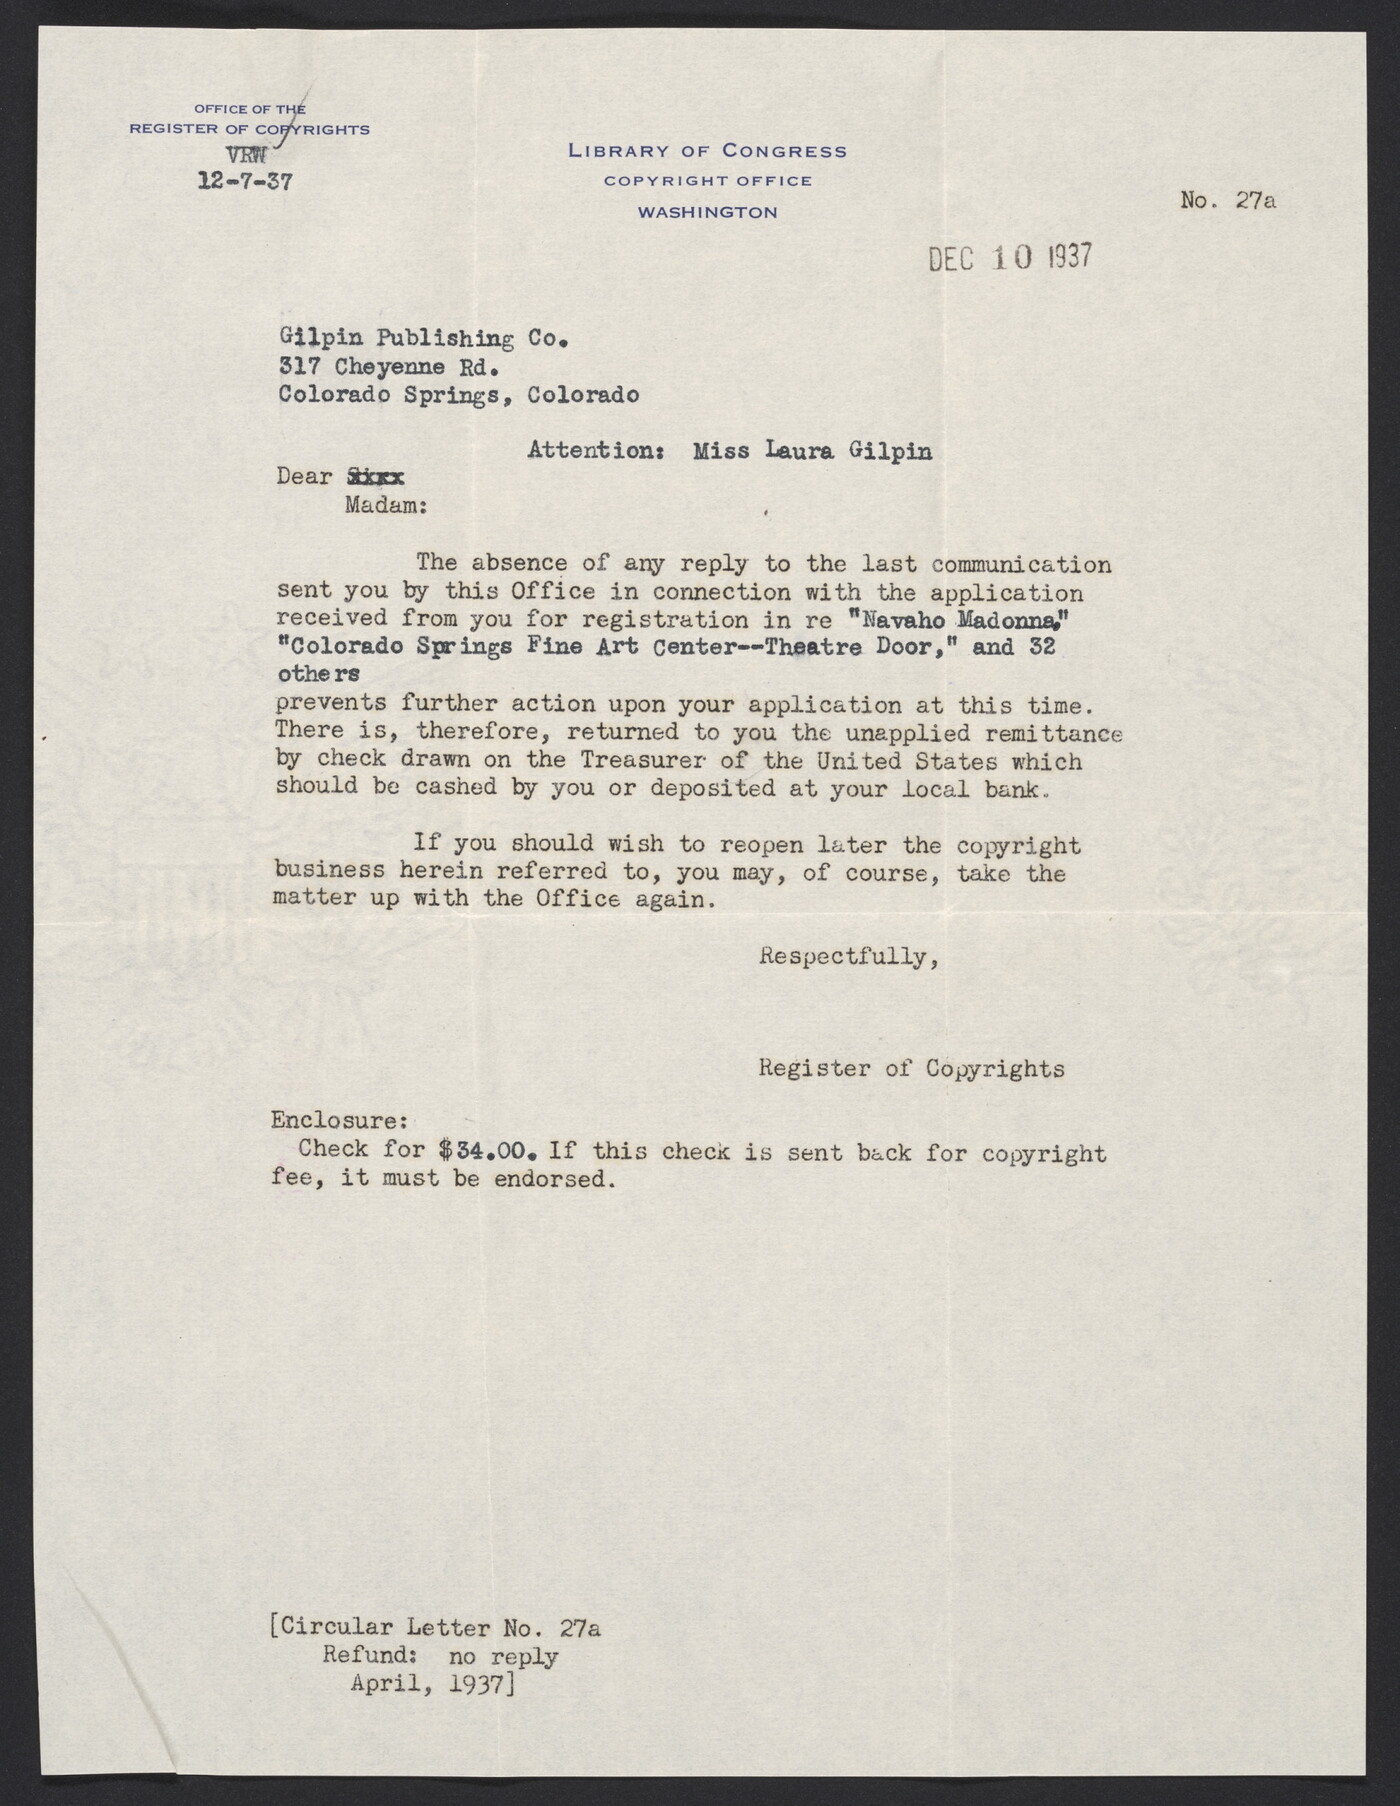 OFFICE OF THE
REGISTER OF COPYRIGHTS
VRW
12-7-37
LIBRARY OF CONGRESS
COPYRIGHT OFFICE
WASHINGTON
No. 27a
DEC 10 1937
Gilpin Publishing Co.
317 Cheyenne Rd.
Colorado Springs, Colorado
Attention: Miss Laura Gilpin
Dear
Madam:
The absence of any reply to the last communication
sent you by this Office in connection with the application
received from you for registration in re "Navaho Madonna,"
"Colorado Springs Fine Art Center--Theatre Door," and 32
others
prevents further action upon your application at this time.
There is, therefore, returned to you the unapplied remittance
by check drawn on the Treasurer of the United States which
should be cashed by you or deposited at your local bank.
If you should wish to reopen later the copyright
business herein referred to, you may, of course, take the
matter up with the Office again.
Respectfully,
Register of Copyrights
Enclosure:
Check for $34.00. If this check is sent back for copyright
fee, it must be endorsed.
[Circular Letter No. 27a
Refund: no reply
April, 1937]